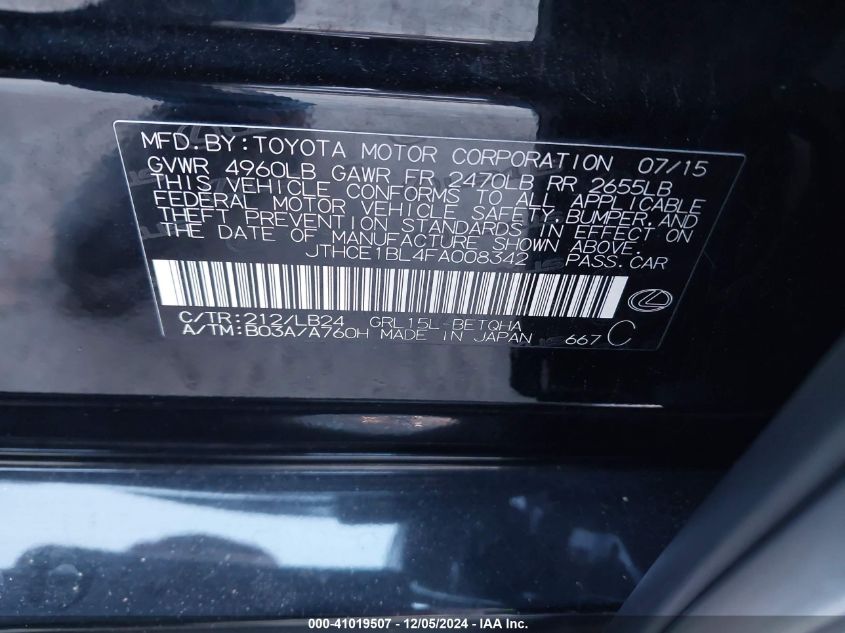 MFD.BY:TOYOTA MOTOR CORPORATION 07/15
GVWR 4960LB GAWR FR 2470LB RR 2655LB
THIS VEHICLE CONFORMS TO ALL APPLICABLE
FEDERAL MOTOR VEHICLE SAFETY,BUMPER,AND
THEFT PREVENTION STANDARDS IN EFFECT ON
THE DATE OF MANUFACTURE SHOWN ABOVE.
JTHCE1BL4FA008342 PASS.CAR
C/TR:212/LB24 GRL15L-BETQHA
A/TM:B03A/A760H MADE IN JAPAN 667 C
000-41019507 - 12/05/2024 - IAA Inc.